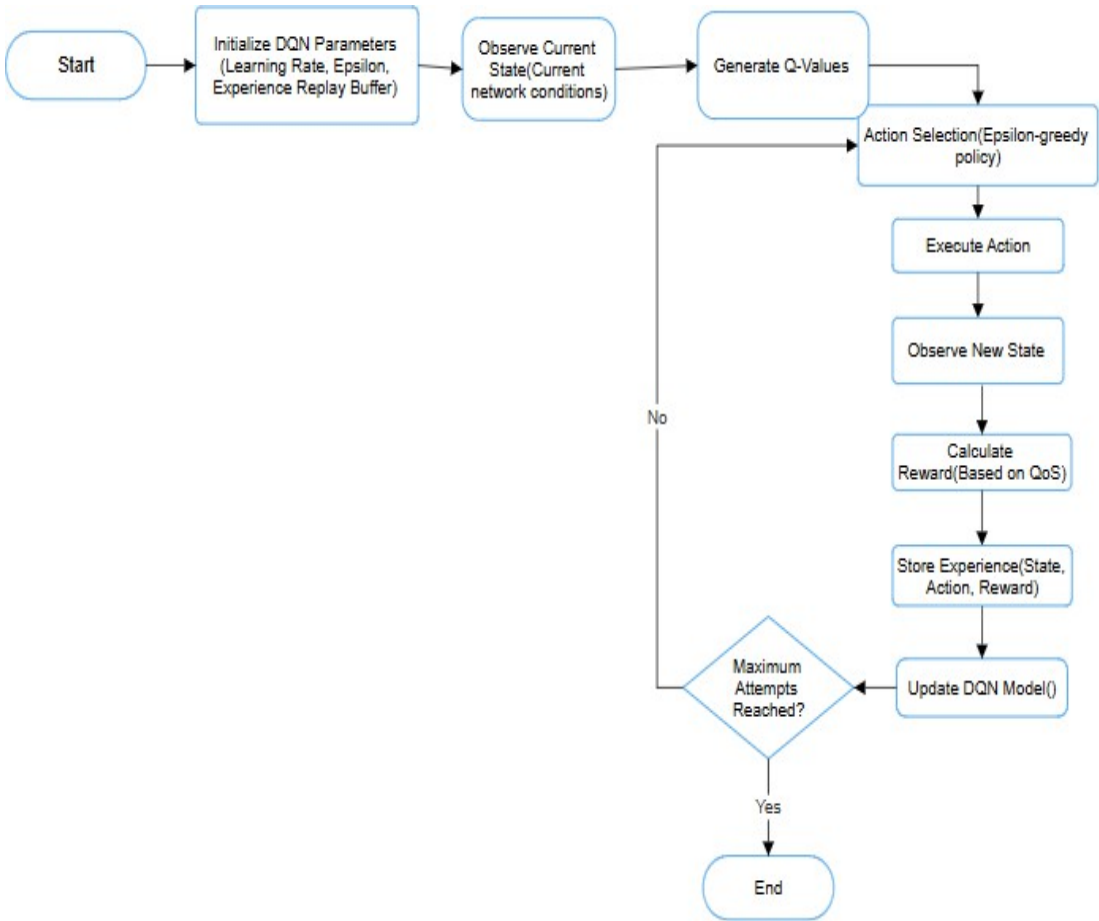 Start
Initialize DQN Parameters
(Learning Rate, Epsilon,
Experience Replay Buffer)
Observe Current
State(Current
network conditions)
Generate Q-Values
Action Selection(Epsilon-greedy
policy)
Execute Action
Observe New State
Calculate
Reward(Based on QoS)
Store Experience(State,
Action, Reward)
Update DQN Model()
Maximum
Attempts
Reached?
No
Yes
End